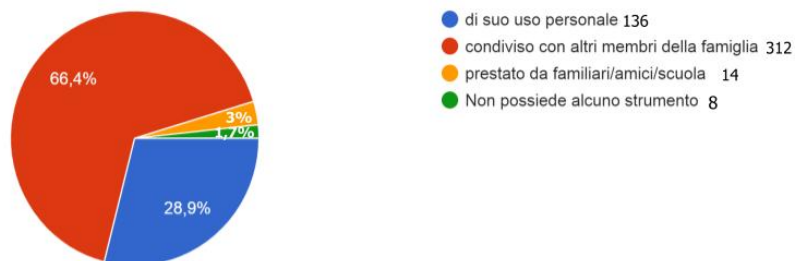 di suo uso personale 136
condiviso con altri membri della famiglia 312
prestato da familiari/amici/scuola 14
Non possiede alcuno strumento 8
66,4%
3%
1,7%
28,9%